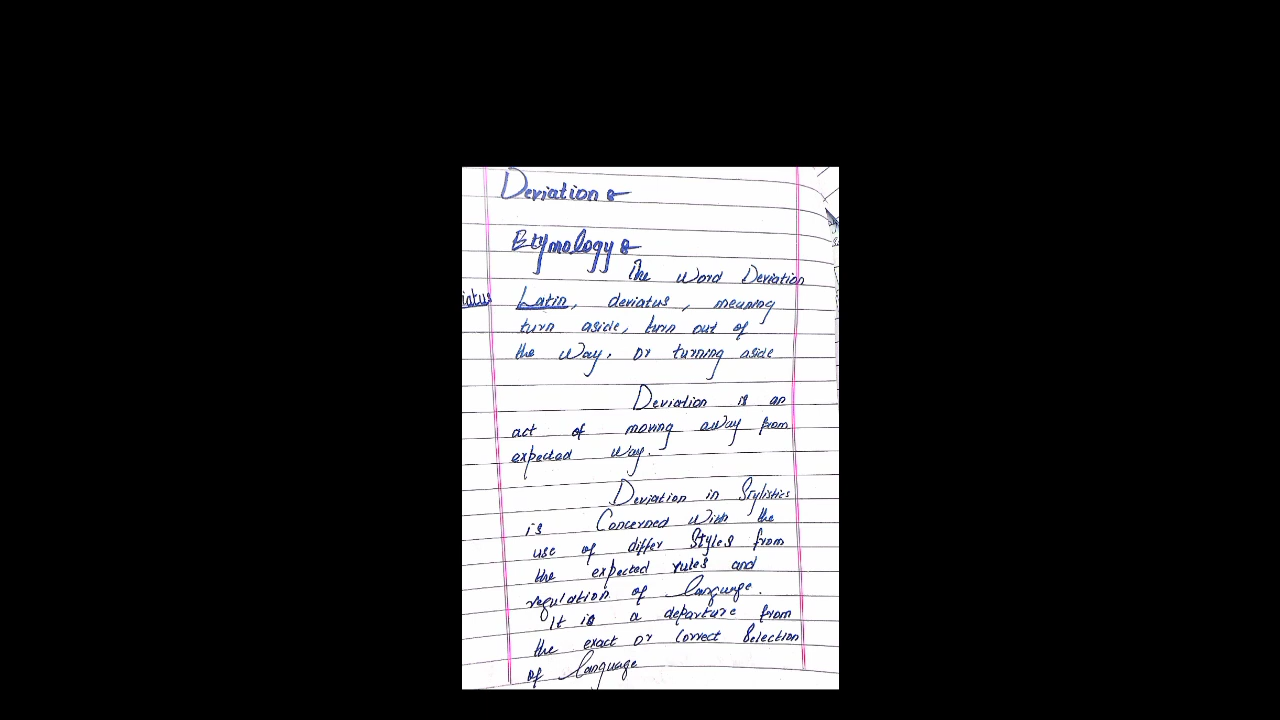 Deviation :-
Etymology :-
The Word Deviation
iatus
Latin, deviatus, meaning
turn aside, turn out of
the Way, or turning aside
Deviation is an
act of moving away from
expected Way.
Deviation in Stylistics
is Concerned With the
use of differ Styles from
the expected rules and
regulation of language.
It is a departure from
the exact or correct Selection
of language